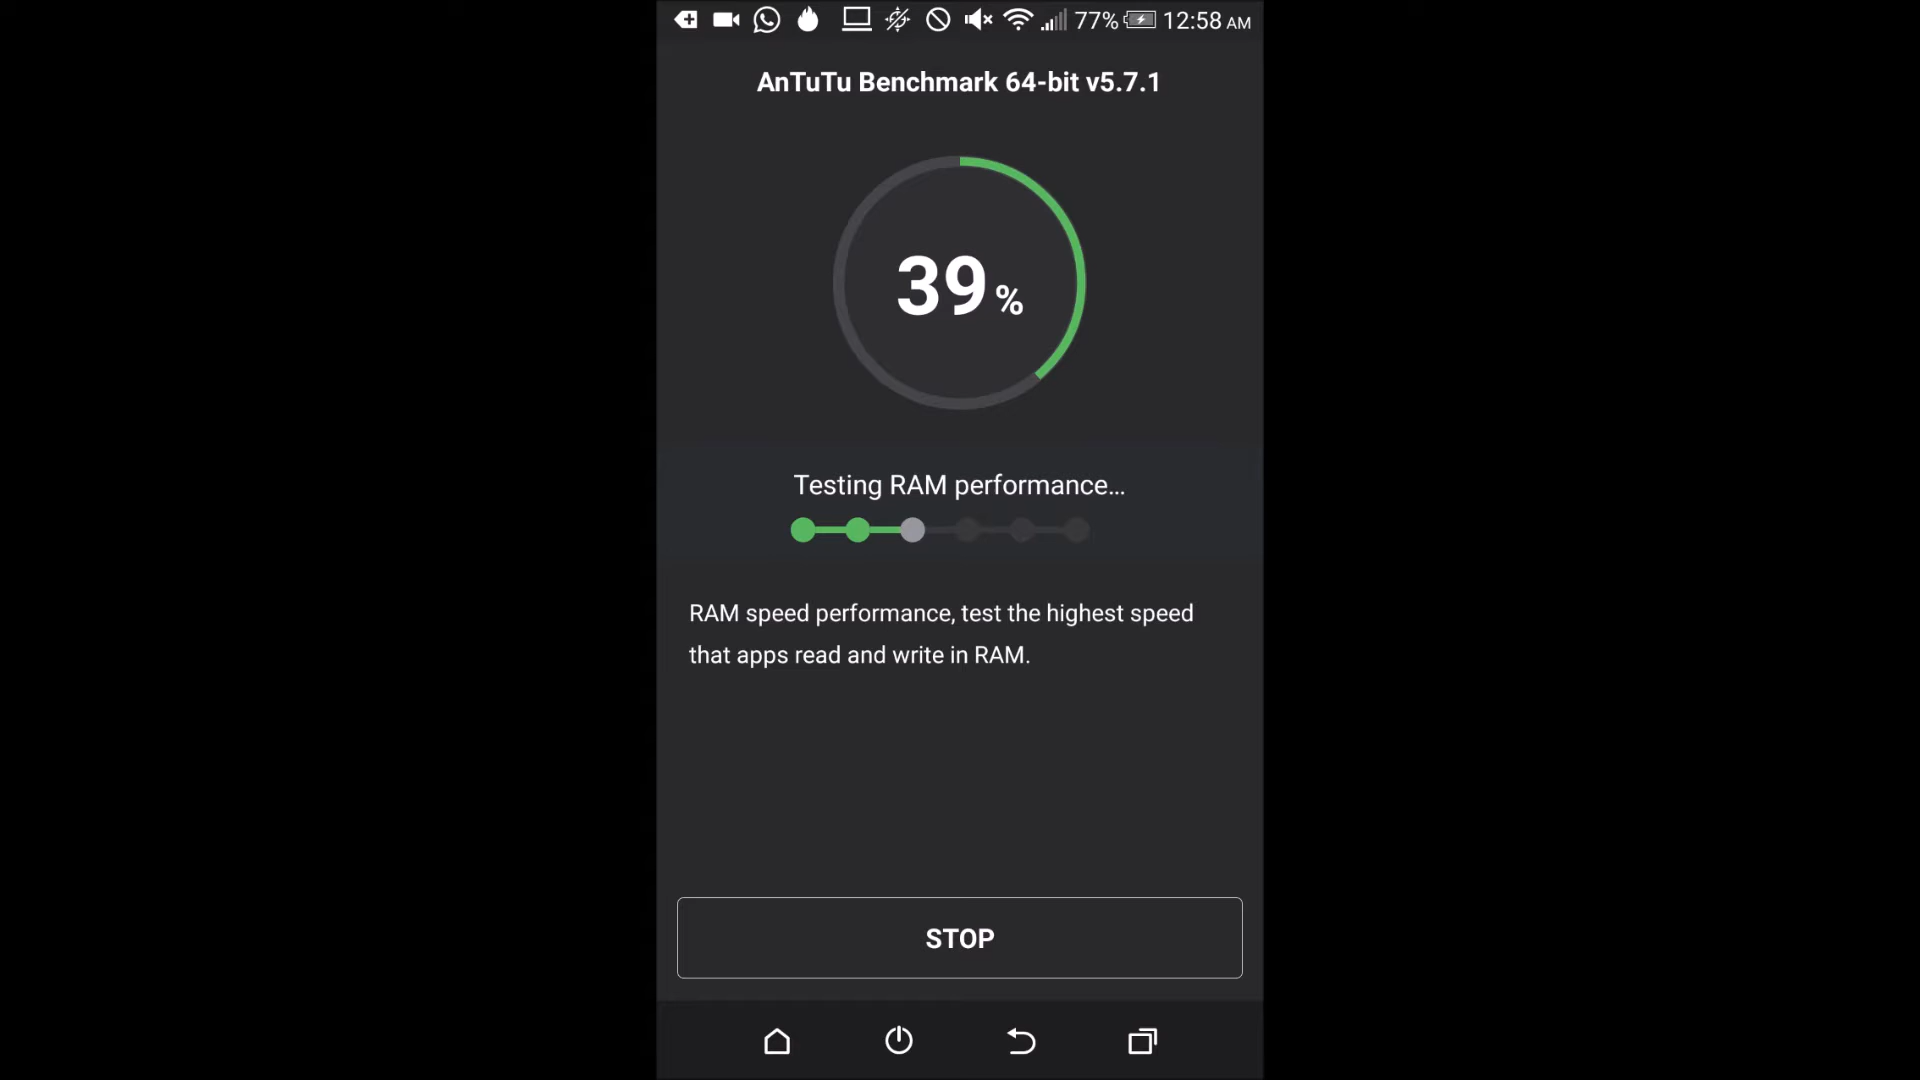 77% 12:58 AM
AnTuTu Benchmark 64-bit v5.7.1
39 %
Testing RAM performance...
RAM speed performance, test the highest speed
that apps read and write in RAM.
STOP